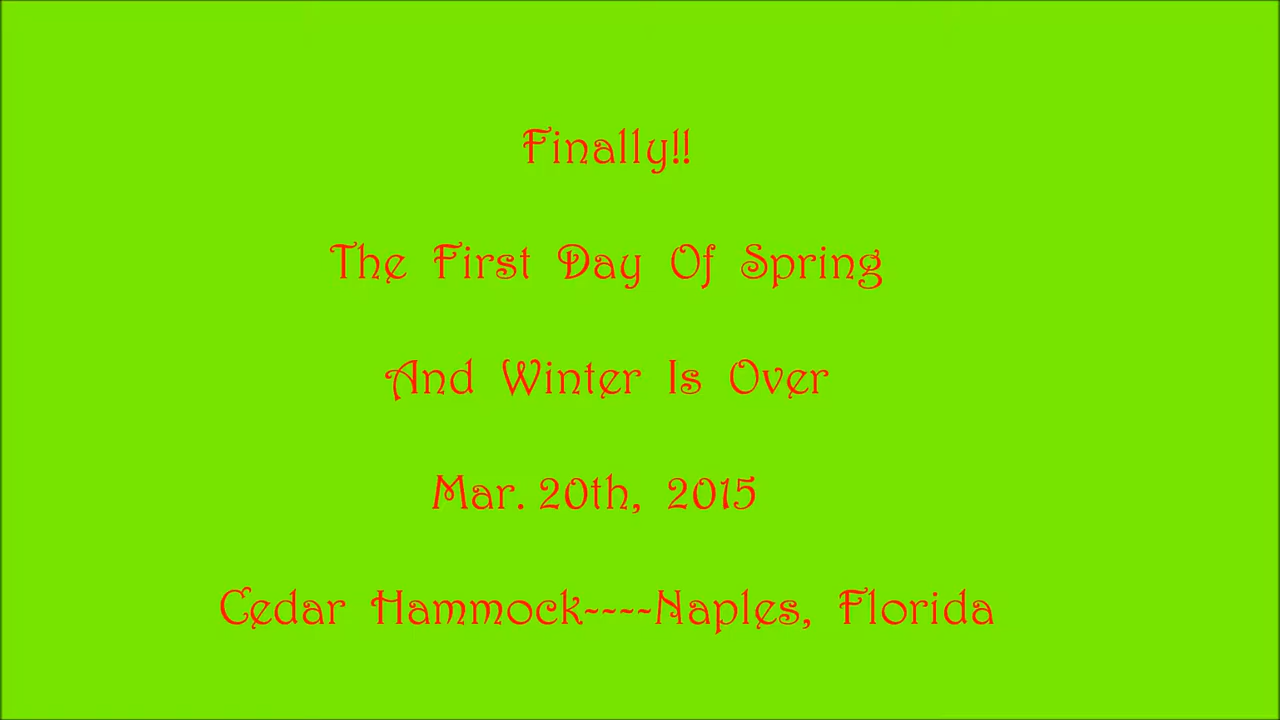 Finally!!
The First Day Of Spring
And Winter Is Over
Mar. 20th, 2015
Cedar Hammock----Naples, Florida